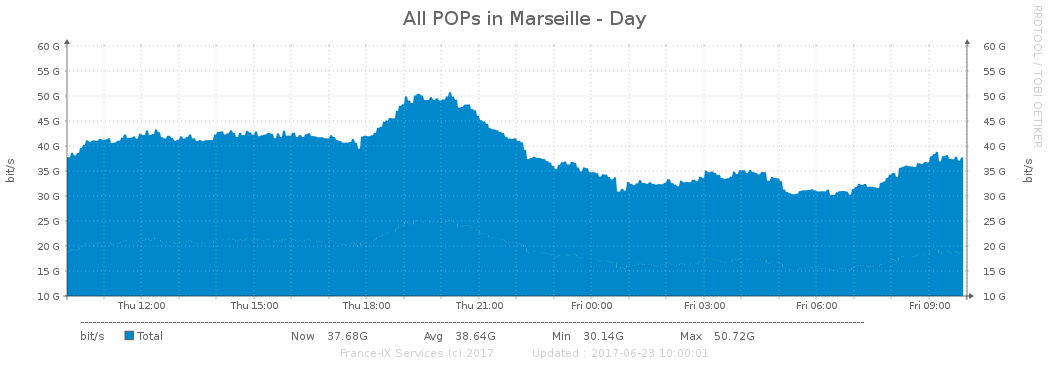 All POPs in Marseille - Day
RRDTOOL / TOBI OETIKER
60 G 60 G
55 G 55 G
50 G 50 G
45 G 45 G
40 G 40 G
35 G 35 G
30 G 30 G
25 G 25 G
20 G 20 G
15 G 15 G
10 G 10 G
bit/s
bit/s
Thu 12:00 Thu 15:00 Thu 18:00 Thu 21:00 Fri 00:00 Fri 03:00 Fri 06:00 Fri 09:00
bit/s Total Now 37.68G Avg 38.64G Min 30.14G Max 50.72G
France-IX Services (c) 2017 Updated : 2017-06-23 10:00:01